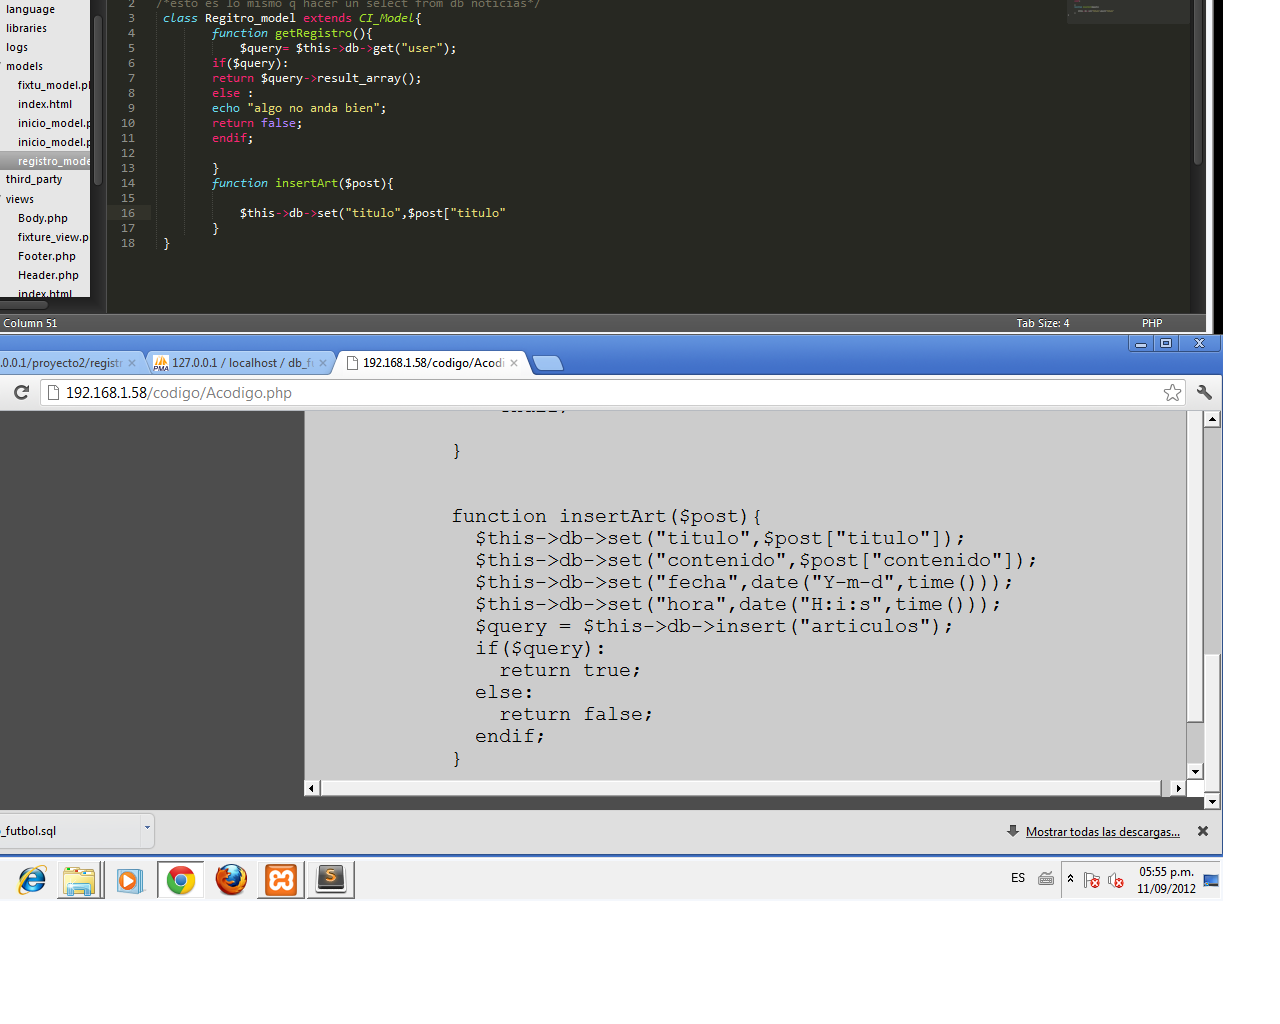 language
libraries
logs
models
fixtu_model.ph
index.html
inicio_model.p
inicio_model.p
registro_mode
third_party
views
Body.php
fixture_view.p
Footer.php
Header.php
index.html
2 /*esto es lo mismo q hacer un select from db noticias*/
3 class Regitro_model extends CI_Model{
4 function getRegistro(){
5 $query= $this->db->get("user");
6 if($query):
7 return $query->result_array();
8 else :
9 echo "algo no anda bien";
10 return false;
11 endif;
12
13 }
14 function insertArt($post){
15
16 $this->db->set("titulo",$post["titulo"
17 }
18 }
Column 51
Tab Size: 4
PHP
.0.0.1/proyecto2/registr
127.0.0.1 / localhost / db_f
192.168.1.58/codigo/Acodi
192.168.1.58/codigo/Acodigo.php
}
function insertArt($post){
$this->db->set("titulo",$post["titulo"]);
$this->db->set("contenido",$post["contenido"]);
$this->db->set("fecha",date("Y-m-d",time()));
$this->db->set("hora",date("H:i:s",time()));
$query = $this->db->insert("articulos");
if($query):
return true;
else:
return false;
endif;
}
_futbol.sql
Mostrar todas las descargas...
ES
05:55 p.m.
11/09/2012